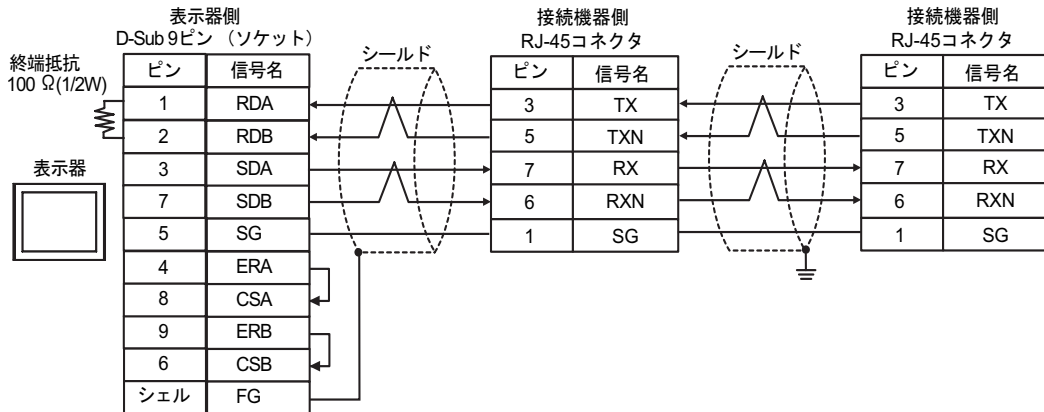 表示器側
D-Sub 9ピン （ソケット）
終端抵抗
100 Ω(1/2W)
表示器
ピン 信号名
1 RDA
2 RDB
3 SDA
7 SDB
5 SG
4 ERA
8 CSA
9 ERB
6 CSB
シェル FG
シールド
接続機器側
RJ-45コネクタ
ピン 信号名
3 TX
5 TXN
7 RX
6 RXN
1 SG
シールド
接続機器側
RJ-45コネクタ
ピン 信号名
3 TX
5 TXN
7 RX
6 RXN
1 SG